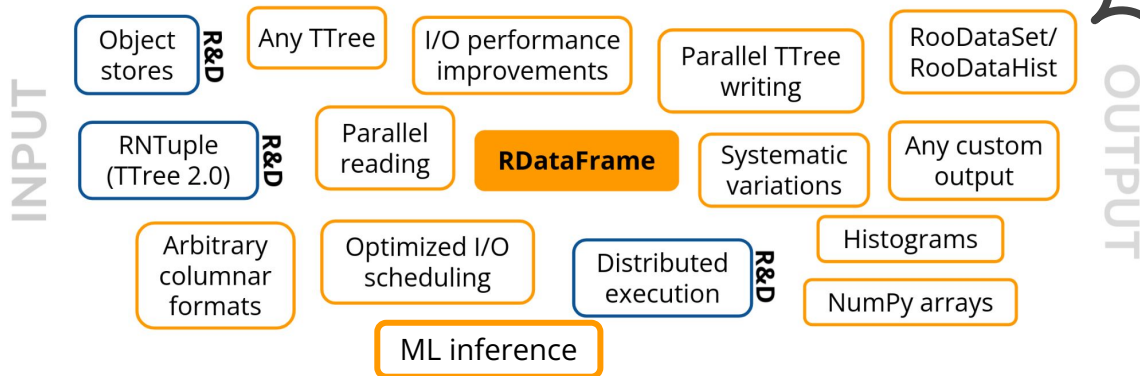 INPUT
Object
stores
R&D
Any TTree
I/O performance
improvements
Parallel TTree
writing
RooDataSet/
RooDataHist
OUTPUT
RNTuple
(TTree 2.0)
R&D
Parallel
reading
RDataFrame
Systematic
variations
Any custom
output
Arbitrary
columnar
formats
Optimized I/O
scheduling
Distributed
execution
R&D
Histograms
NumPy arrays
ML inference